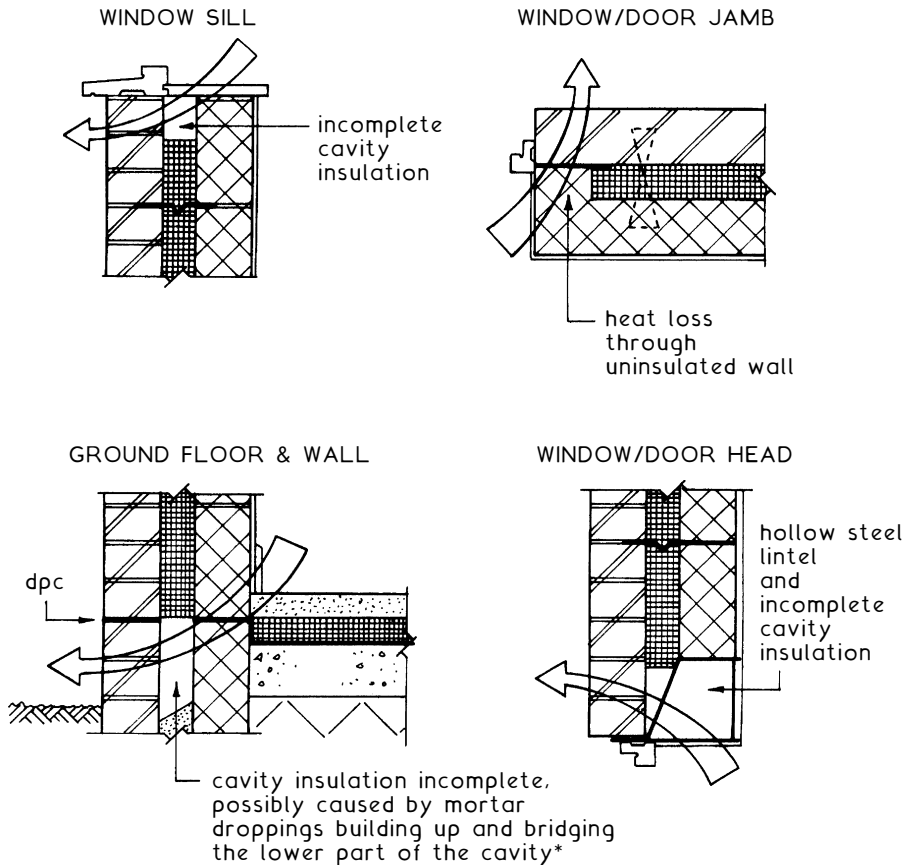 WINDOW SILL
incomplete
cavity
insulation
WINDOW/DOOR JAMB
heat loss
through
uninsulated wall
GROUND FLOOR & WALL
dpc
cavity insulation incomplete,
possibly caused by mortar
droppings building up and bridging
the lower part of the cavity*
WINDOW/DOOR HEAD
hollow steel
lintel
and
incomplete
cavity
insulation